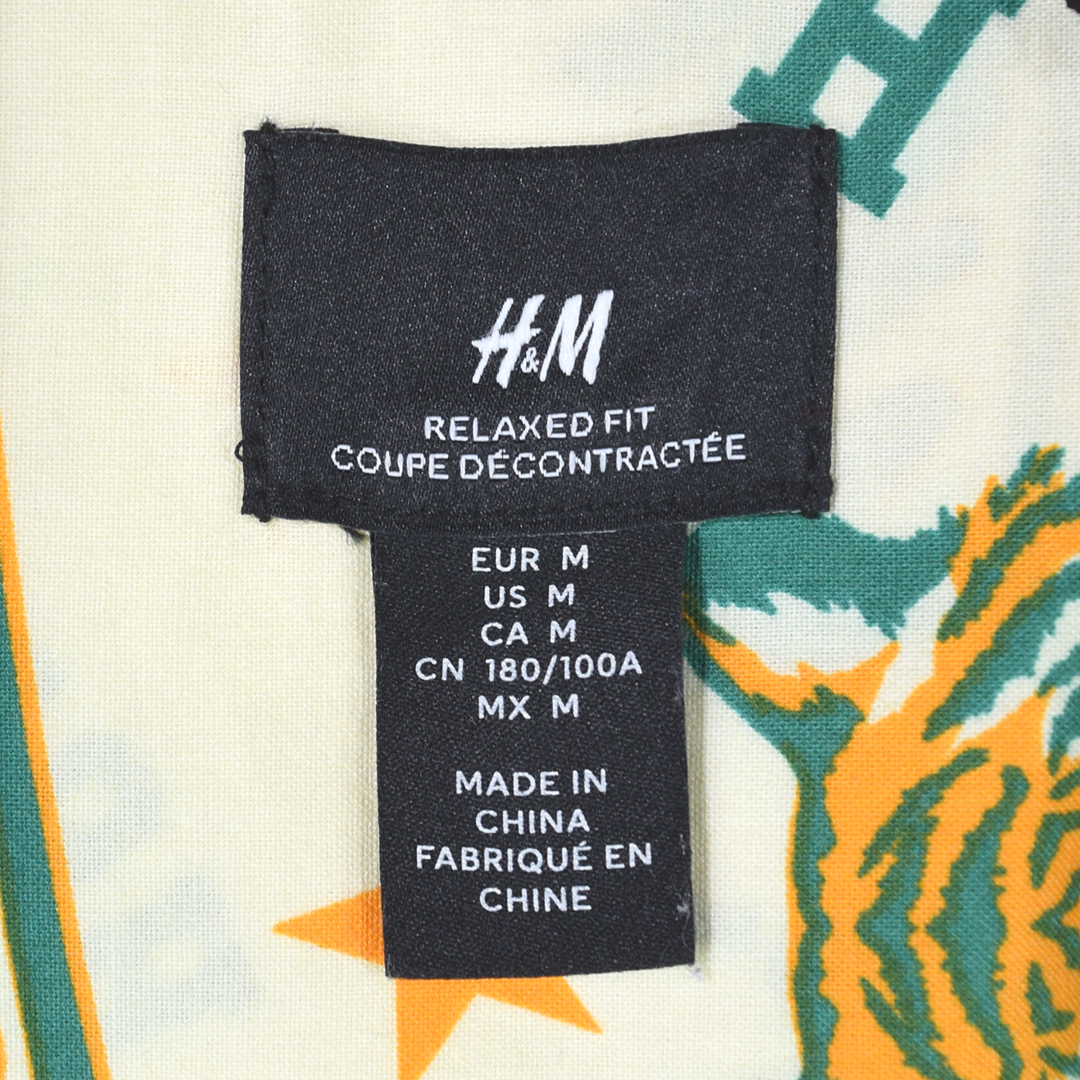 H
H&M
RELAXED FIT
COUPE DÉCONTRACTÉE
EUR M
US M
CA M
CN 180/100A
MX M
MADE IN
CHINA
FABRIQUÉ EN
CHINE